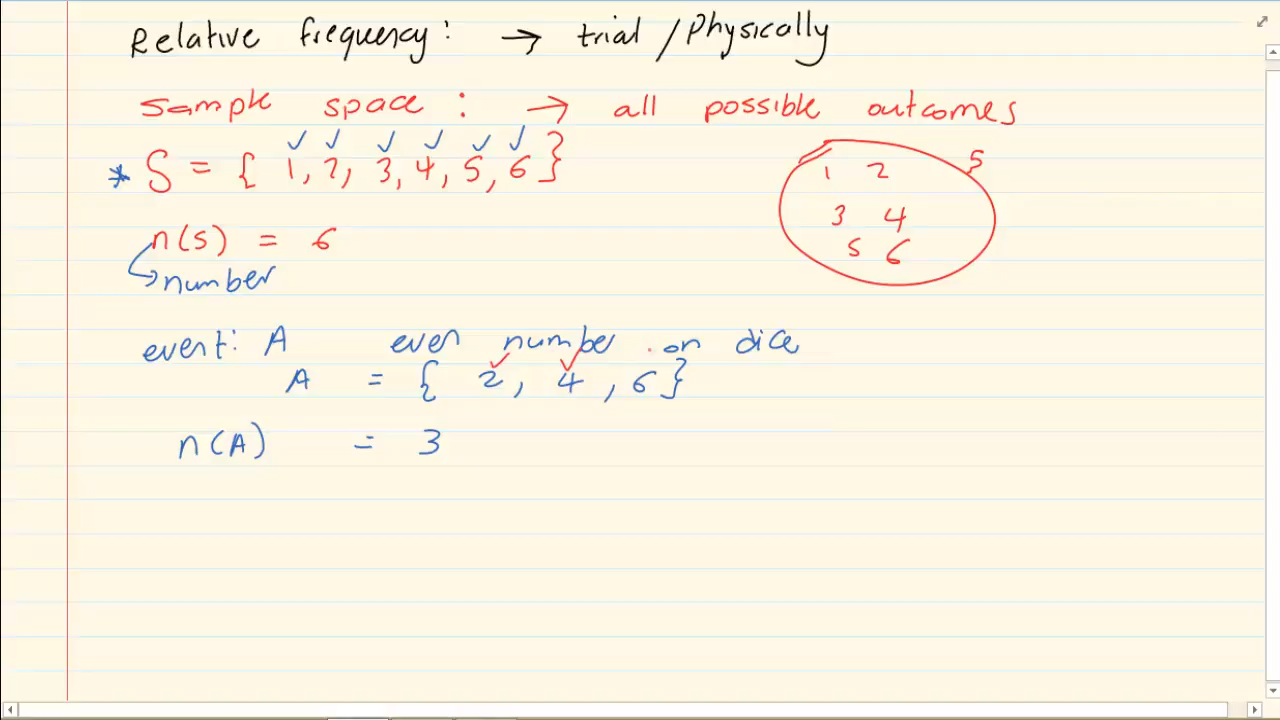 Relative frequency: → trial / Physically
Sample space: → all possible outcomes
* S = { 1, 2, 3, 4, 5, 6 }
S
1 2
3 4
5 6
n(S) = 6
number
event: A even number on dice
A = { 2, 4, 6 }
n(A) = 3